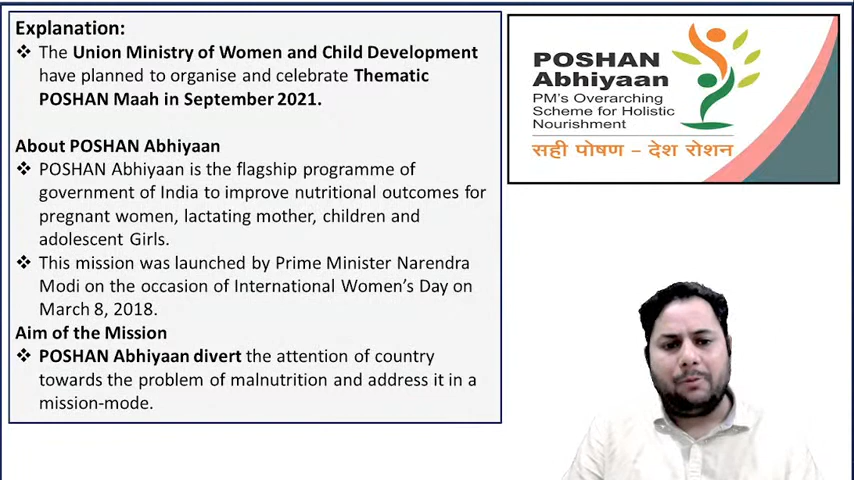 Explanation:
❖ The Union Ministry of Women and Child Development
have planned to organise and celebrate Thematic
POSHAN Maah in September 2021.
About POSHAN Abhiyaan
❖ POSHAN Abhiyaan is the flagship programme of
government of India to improve nutritional outcomes for
pregnant women, lactating mother, children and
adolescent Girls.
❖ This mission was launched by Prime Minister Narendra
Modi on the occasion of International Women's Day on
March 8, 2018.
Aim of the Mission
❖ POSHAN Abhiyaan divert the attention of country
towards the problem of malnutrition and address it in a
mission-mode.
POSHAN
Abhiyaan
PM's Overarching
Scheme for Holistic
Nourishment
सही पोषण – देश रोशन